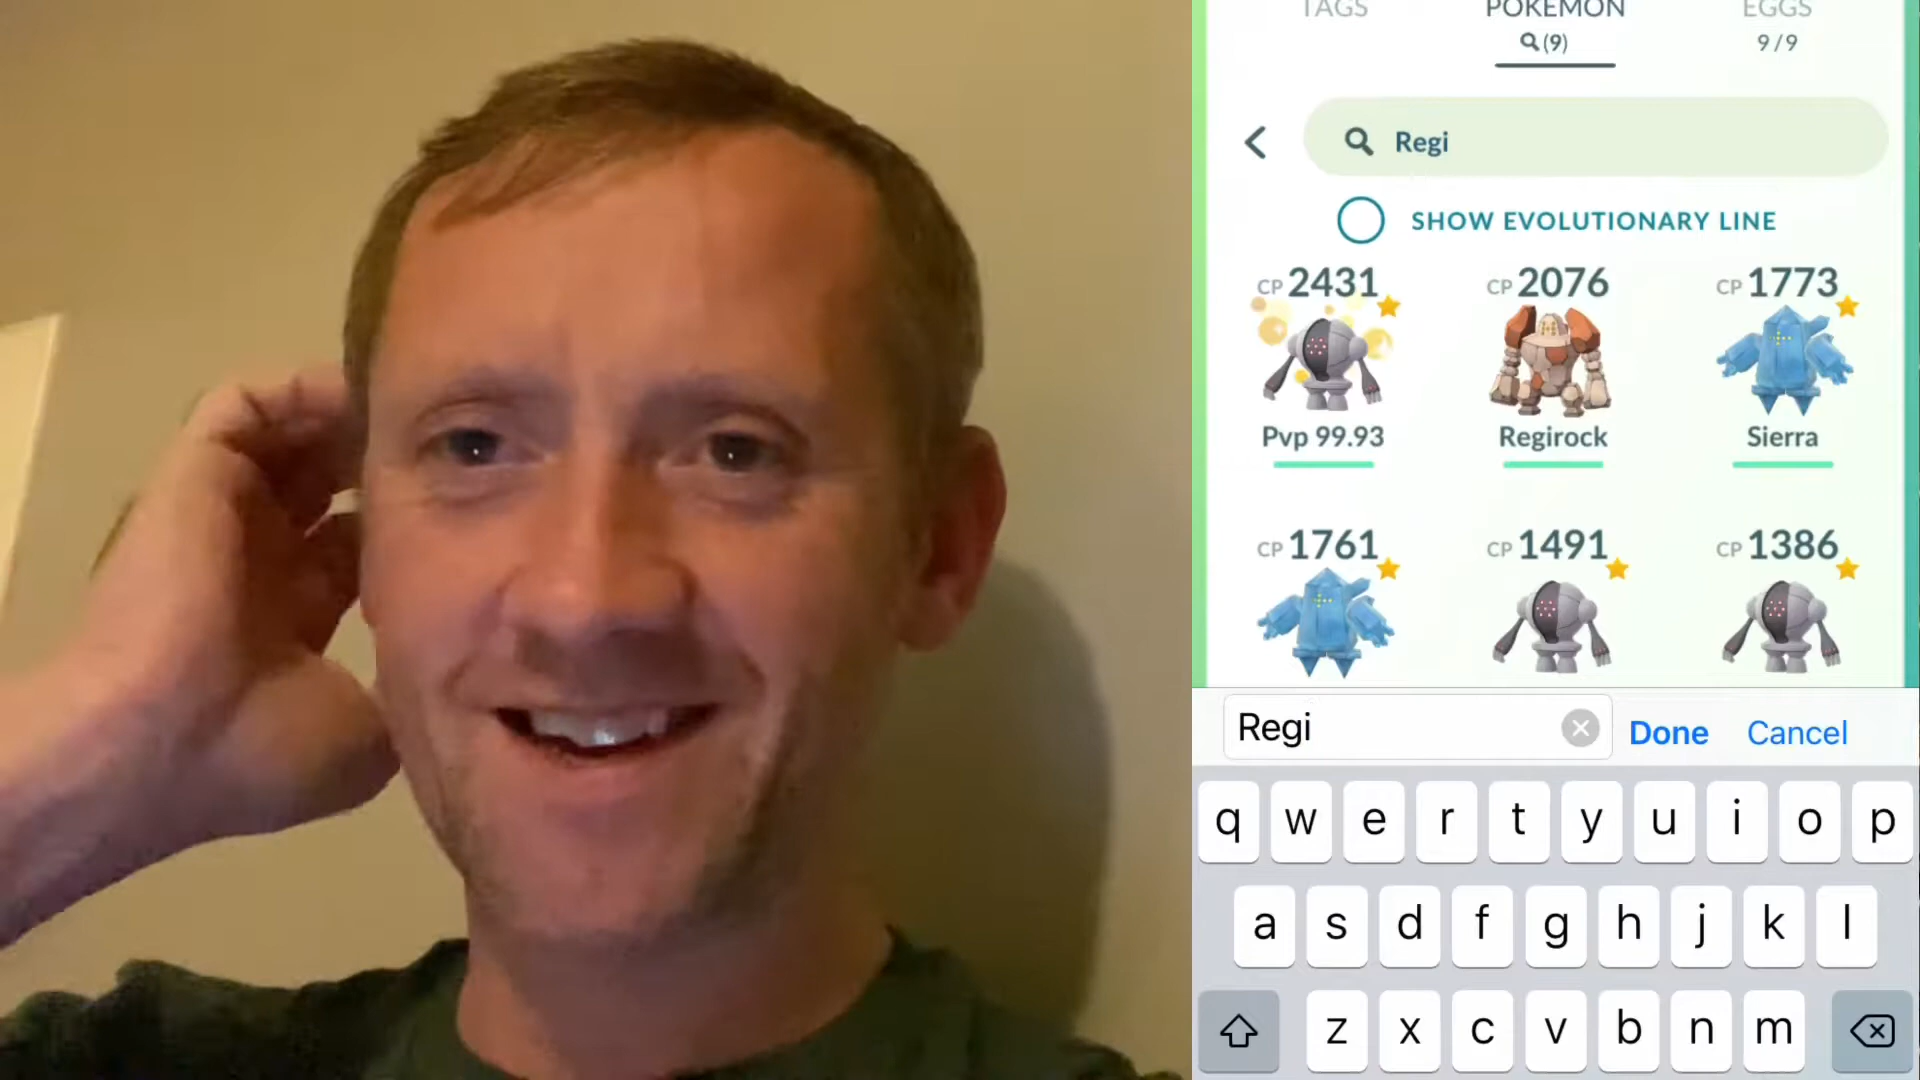 TAGS POKÉMON EGGS
(9) 9/9
Regi
SHOW EVOLUTIONARY LINE
CP 2431 CP 2076 CP 1773
Pvp 99.93 Regirock Sierra
CP 1761 CP 1491 CP 1386
Regi Done Cancel
q w e r t y u i o p
a s d f g h j k l
z x c v b n m